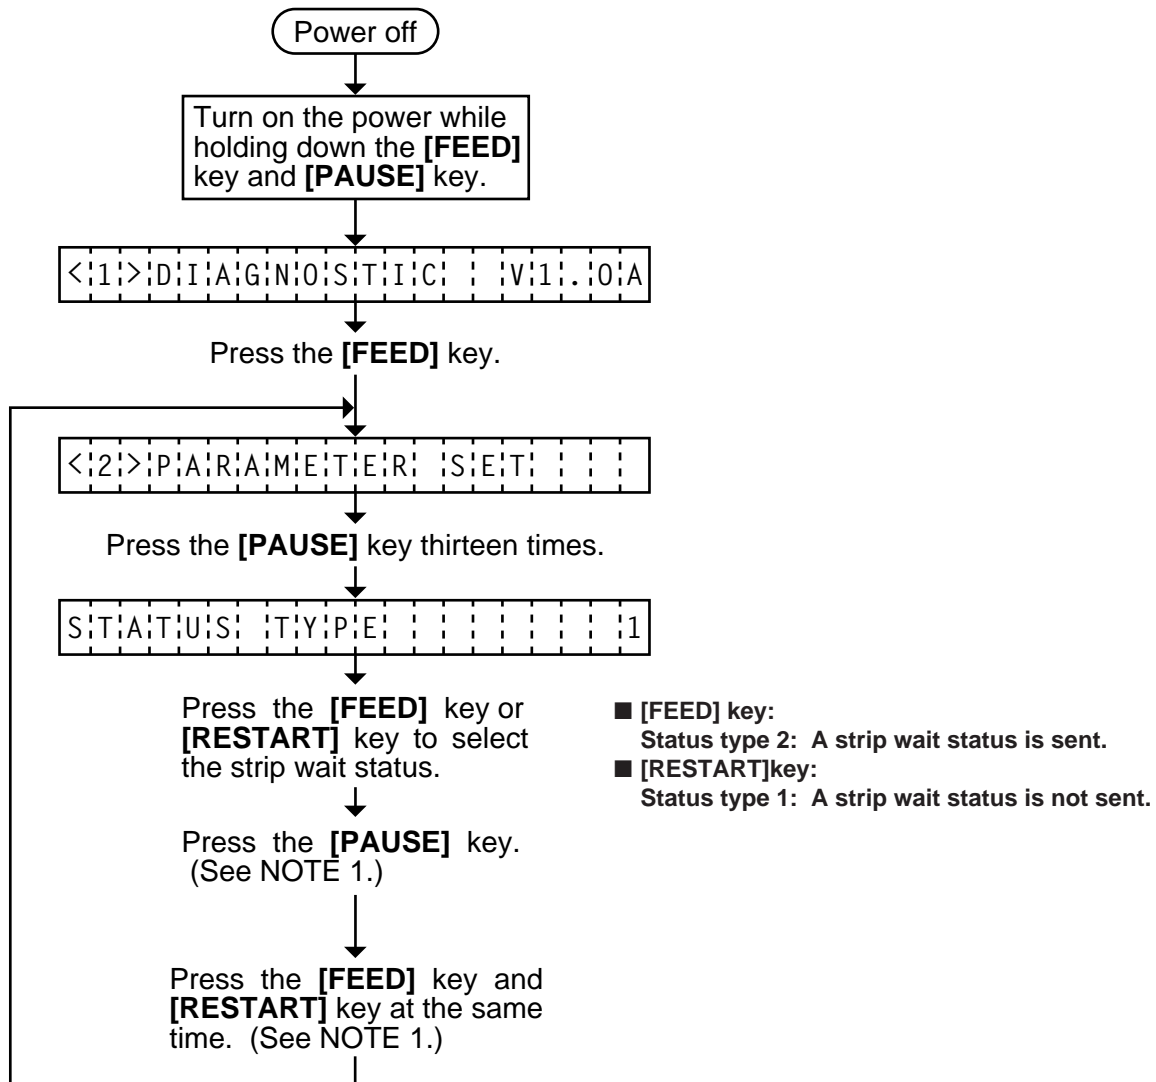 Power off
Turn on the power while
holding down the [FEED]
key and [PAUSE] key.
<1>DIAGNOSTIC  V1.0A
Press the [FEED] key.
<2>PARAMETER SET
Press the [PAUSE] key thirteen times.
STATUS TYPE        1
Press the [FEED] key or
[RESTART] key to select
the strip wait status.
■ [FEED] key:
Status type 2: A strip wait status is sent.
■ [RESTART]key:
Status type 1: A strip wait status is not sent.
Press the [PAUSE] key.
(See NOTE 1.)
Press the [FEED] key and
[RESTART] key at the same
time. (See NOTE 1.)